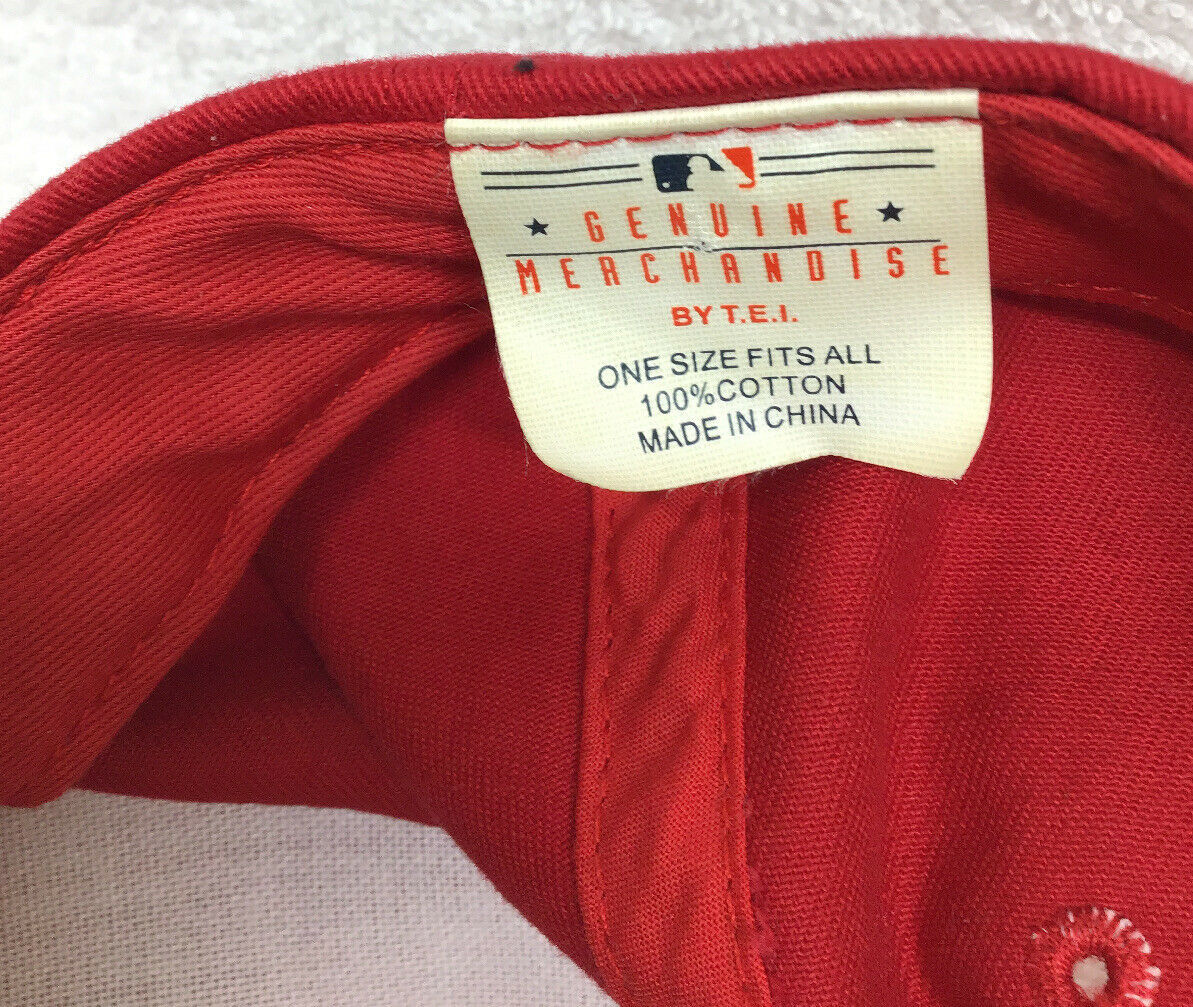 GENUINE
MERCHANDISE
BY T.E.I.
ONE SIZE FITS ALL
100%COTTON
MADE IN CHINA